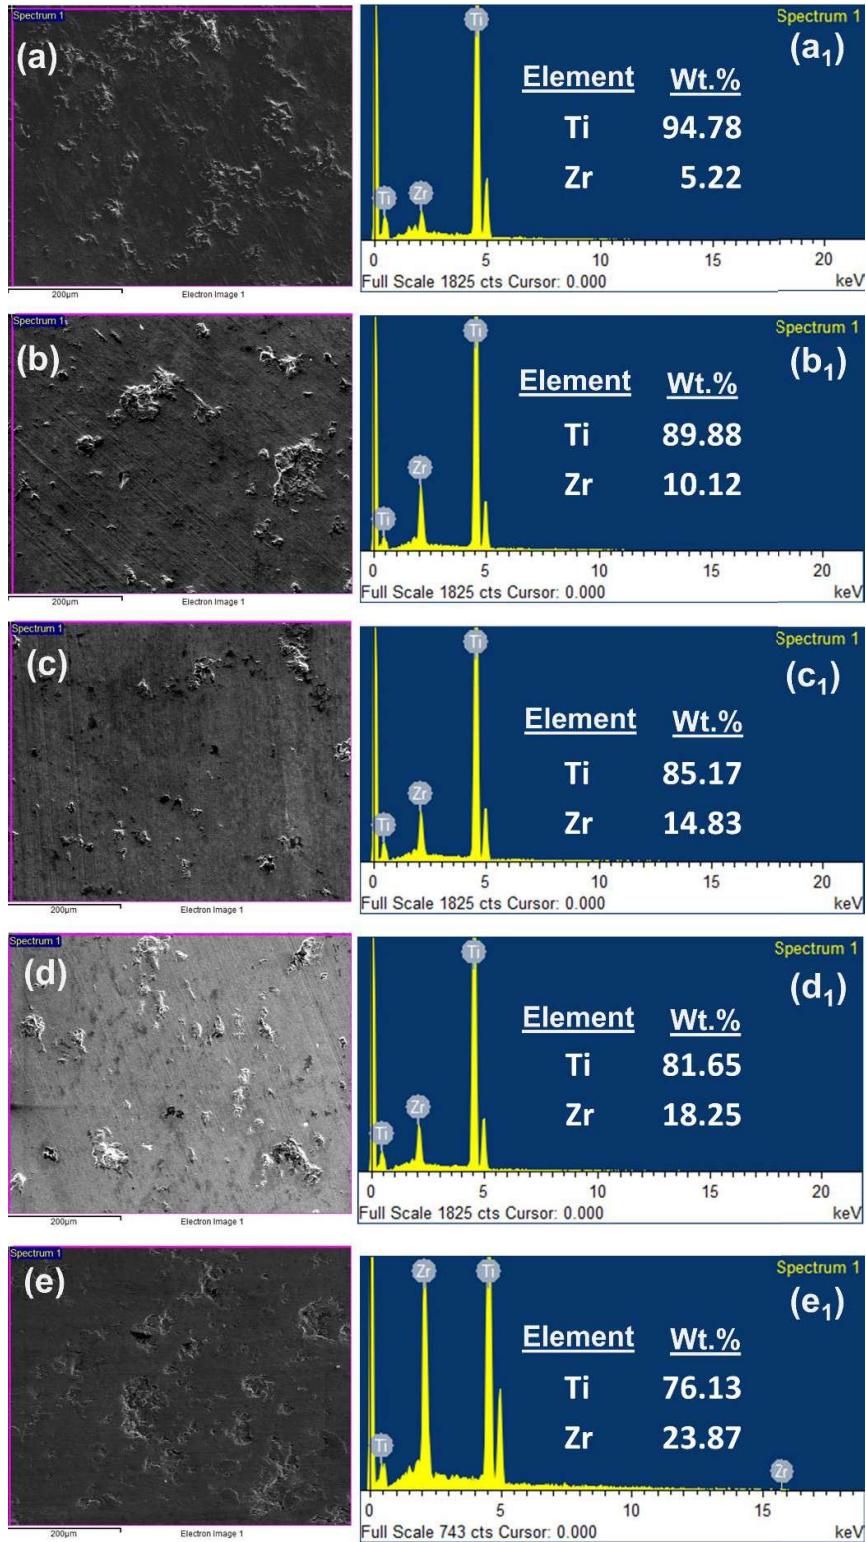 Spectrum 1
(a)
200µm
Electron Image 1
Spectrum 1
(a1)
Ti
Element Wt.%
Ti 94.78
Zr 5.22
Ti
Zr
0 5 10 15 20
Full Scale 1825 cts Cursor: 0.000 keV
Spectrum 1
(b)
200µm
Electron Image 1
Spectrum 1
(b1)
Ti
Element Wt.%
Ti 89.88
Zr 10.12
Zr
Ti
0 5 10 15 20
Full Scale 1825 cts Cursor: 0.000 keV
Spectrum 1
(c)
200µm
Electron Image 1
Spectrum 1
(c1)
Ti
Element Wt.%
Ti 85.17
Zr 14.83
Zr
Ti
0 5 10 15 20
Full Scale 1825 cts Cursor: 0.000 keV
Spectrum 1
(d)
200µm
Electron Image 1
Spectrum 1
(d1)
Ti
Element Wt.%
Ti 81.65
Zr 18.25
Zr
Ti
0 5 10 15 20
Full Scale 1825 cts Cursor: 0.000 keV
Spectrum 1
(e)
200µm
Electron Image 1
Spectrum 1
(e1)
Zr Ti
Element Wt.%
Ti 76.13
Zr 23.87
Ti
Zr
0 5 10 15
Full Scale 743 cts Cursor: 0.000 keV